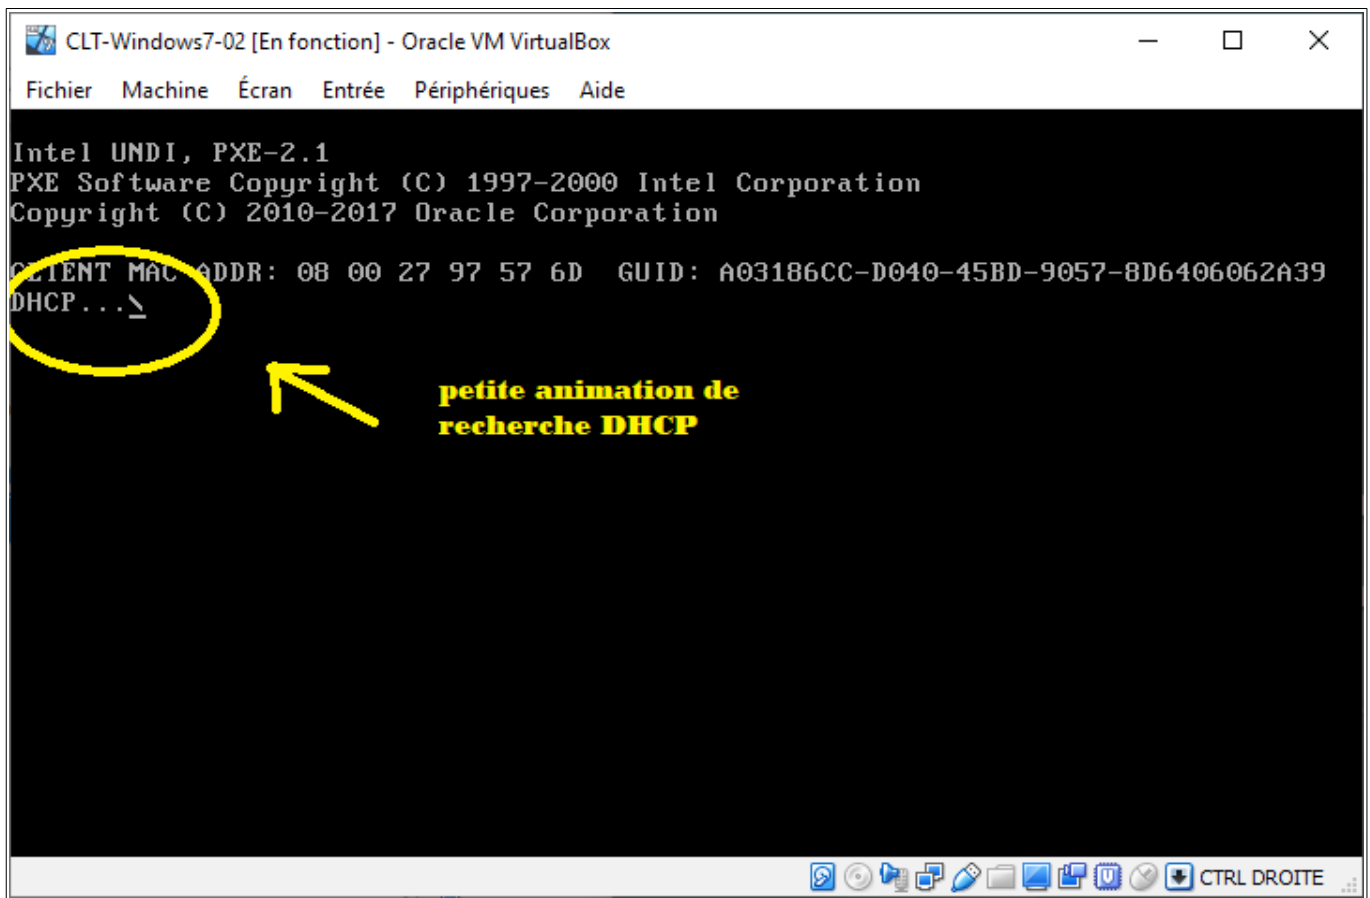 CLT-Windows7-02 [En fonction] - Oracle VM VirtualBox
Fichier Machine Écran Entrée Périphériques Aide
Intel UNDI, PXE-2.1
PXE Software Copyright (C) 1997-2000 Intel Corporation
Copyright (C) 2010-2017 Oracle Corporation
CLIENT MAC ADDR: 08 00 27 97 57 6D GUID: A03186CC-D040-45BD-9057-8D6406062A39
DHCP...\
petite animation de
recherche DHCP
CTRL DROITE